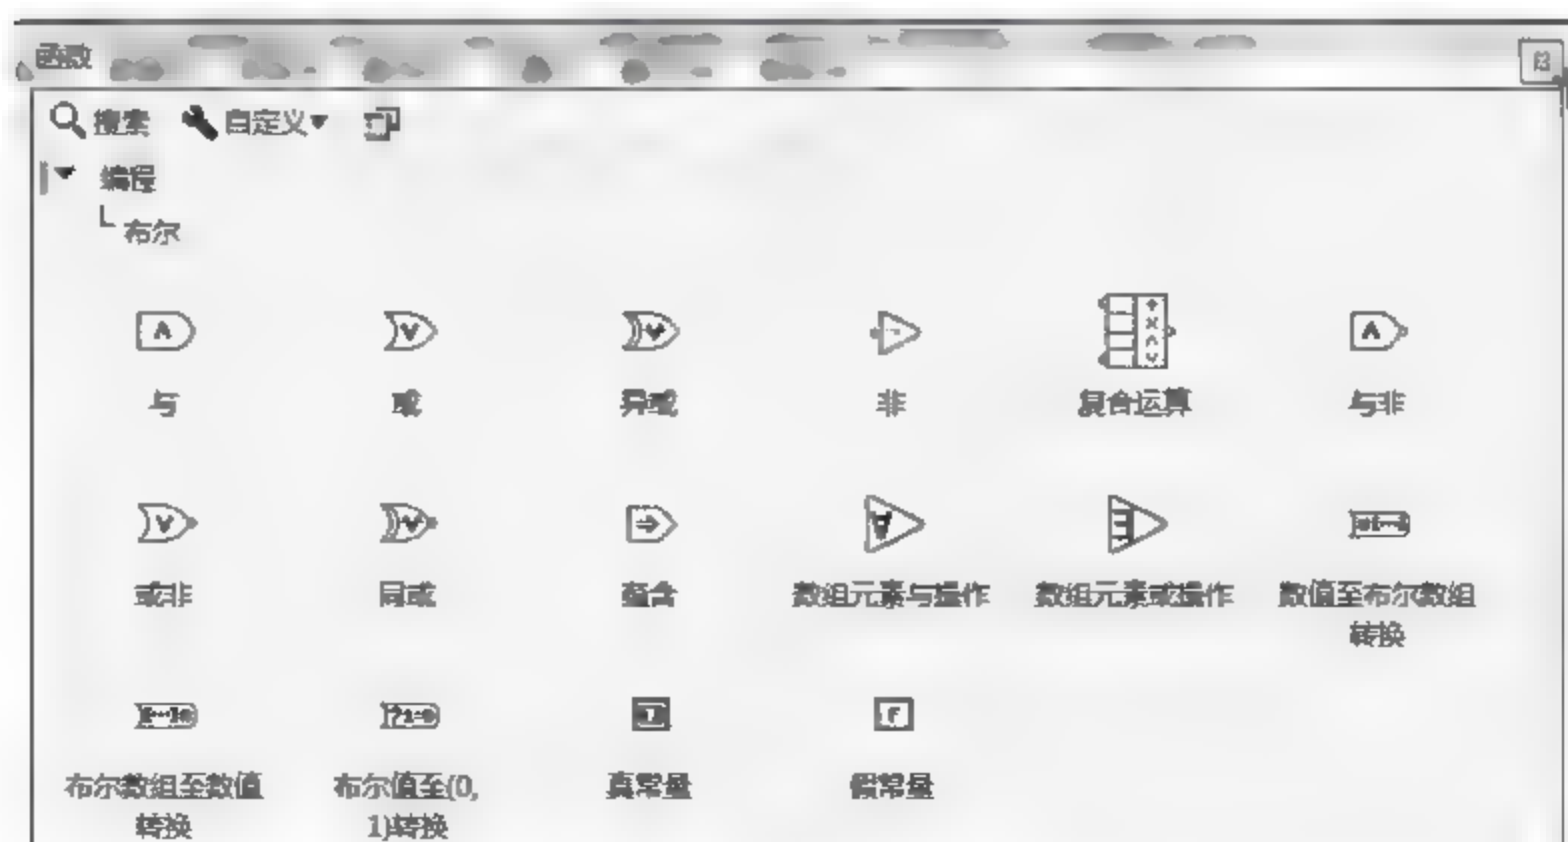 函数
搜索 自定义
编程
布尔
与 或 异或 非 复合运算 与非
或非 同或 蕴含 数组元素与操作 数组元素或操作 数值至布尔数组
转换
布尔数组至数值 布尔值至(0, 真常量 假常量
转换 1)转换